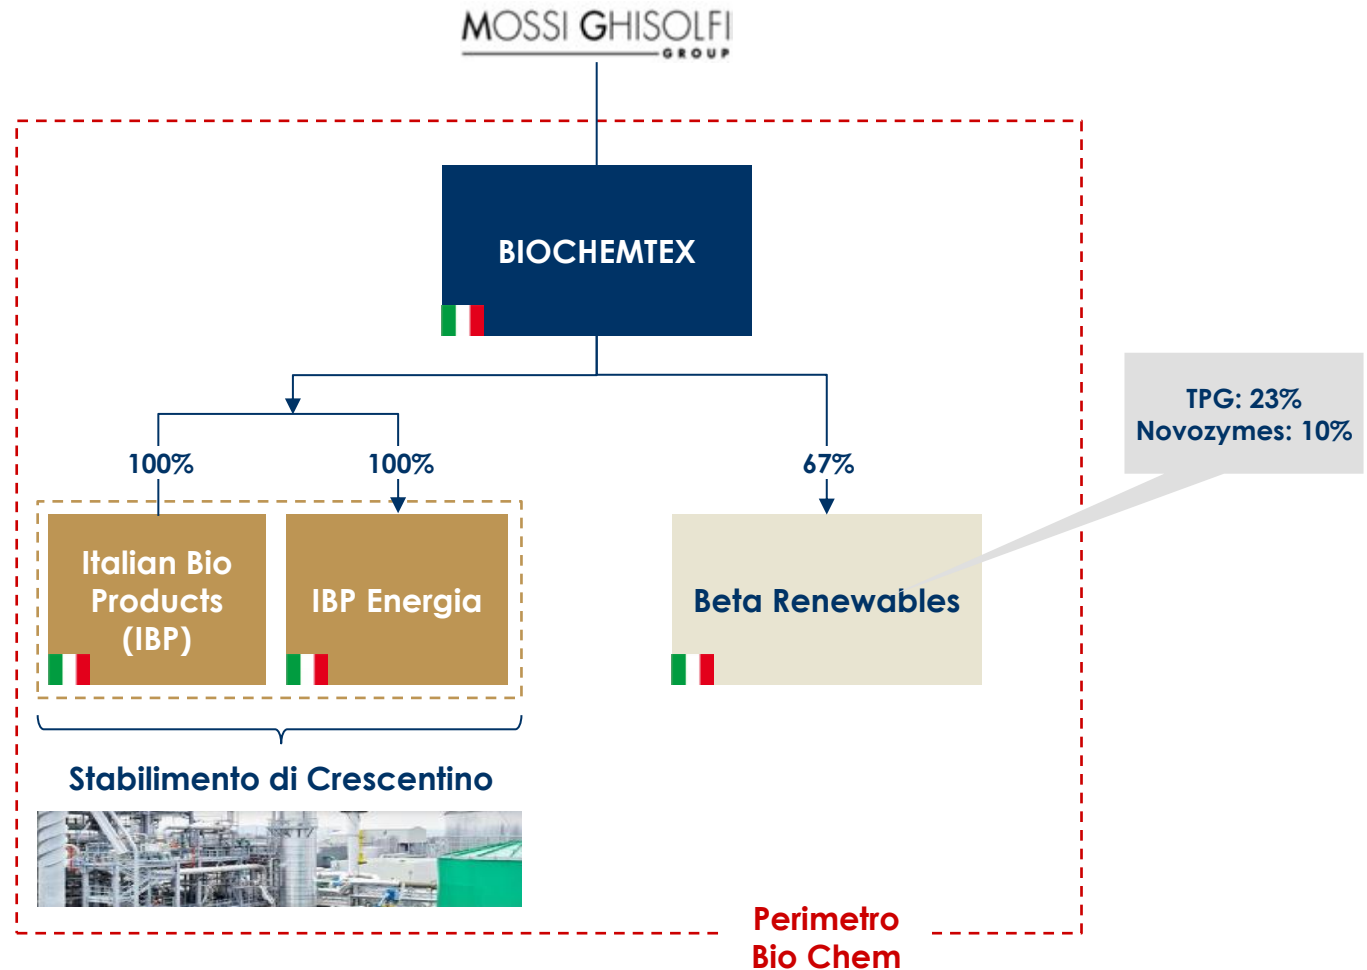 MOSSI GHISOLFI
GROUP
BIOCHEMTEX
TPG: 23%
Novozymes: 10%
100%
100%
67%
Italian Bio
Products
(IBP)
IBP Energia
Beta Renewables
Stabilimento di Crescentino
Perimetro
Bio Chem